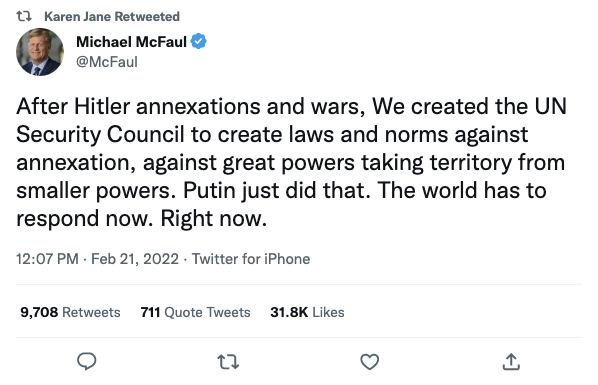 Karen Jane Retweeted
Michael McFaul
@McFaul
After Hitler annexations and wars, We created the UN
Security Council to create laws and norms against
annexation, against great powers taking territory from
smaller powers. Putin just did that. The world has to
respond now. Right now.
12:07 PM · Feb 21, 2022 · Twitter for iPhone
9,708 Retweets 711 Quote Tweets 31.8K Likes